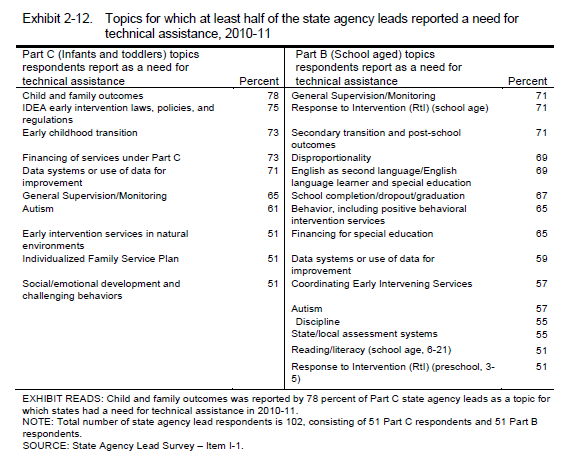 Exhibit 2-12. Topics for which at least half of the state agency leads reported a need for
technical assistance, 2010-11
Part C (Infants and toddlers) topics
respondents report as a need for
technical assistance Percent
Child and family outcomes 78
IDEA early intervention laws, policies, and 75
regulations
Early childhood transition 73
Financing of services under Part C 73
Data systems or use of data for 71
improvement
General Supervision/Monitoring 65
Autism 61
Early intervention services in natural 51
environments
Individualized Family Service Plan 51
Social/emotional development and 51
challenging behaviors
Part B (School aged) topics
respondents report as a need for
technical assistance Percent
General Supervision/Monitoring 71
Response to Intervention (RtI) (school age) 71
Secondary transition and post-school 71
outcomes
Disproportionality 69
English as second language/English 69
language learner and special education
School completion/dropout/graduation 67
Behavior, including positive behavioral 65
intervention services
Financing for special education 65
Data systems or use of data for 59
improvement
Coordinating Early Intervening Services 57
Autism 57
Discipline 55
State/local assessment systems 55
Reading/literacy (school age, 6-21) 51
Response to Intervention (RtI) (preschool, 3- 51
5)
EXHIBIT READS: Child and family outcomes was reported by 78 percent of Part C state agency leads as a topic for
which states had a need for technical assistance in 2010-11.
NOTE: Total number of state agency lead respondents is 102, consisting of 51 Part C respondents and 51 Part B
respondents.
SOURCE: State Agency Lead Survey – Item I-1.